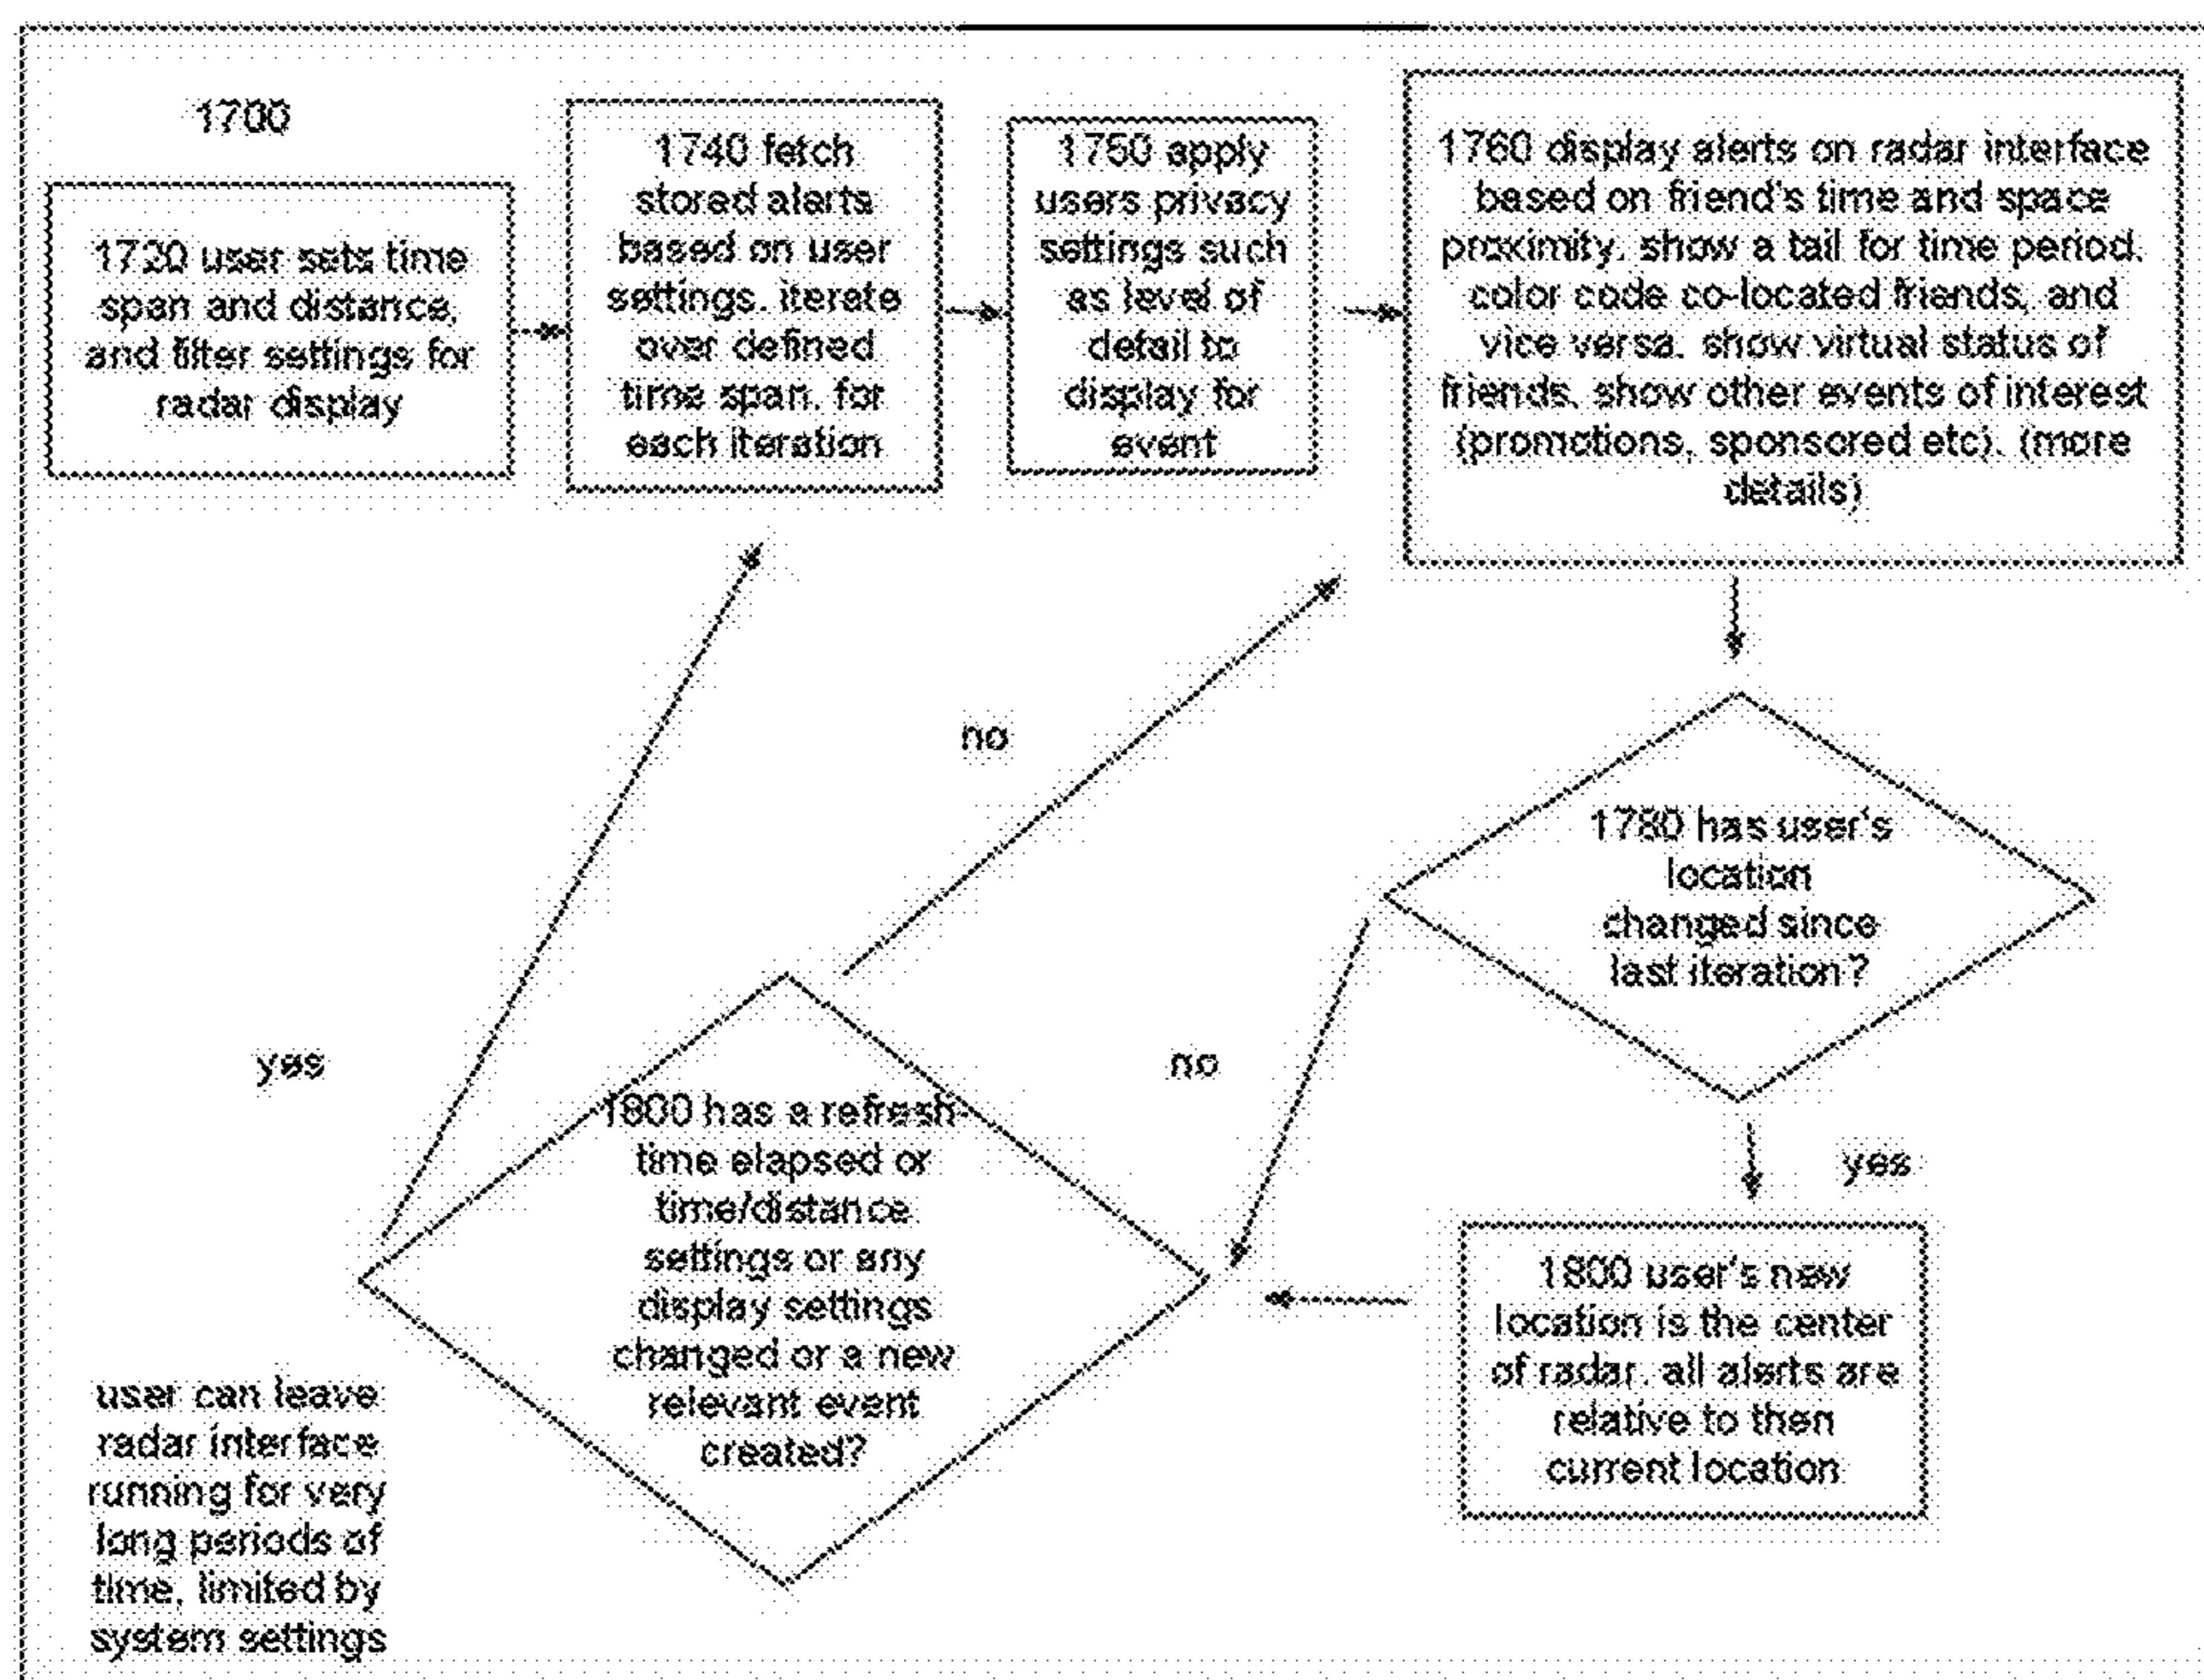 1700
1720 user sets time
span and distance,
and filter settings for
radar display
1740 fetch
stored alerts
based on user
settings. iterate
over defined
time span. for
each iteration
1750 apply
users privacy
settings such
as level of
detail to
display for
event
1760 display alerts on radar interface
based on friend's time and space
proximity. show a tail for time period.
color code co-located friends, and
vice versa. show virtual status of
friends. show other events of interest
(promotions, sponsored etc). (more
details)
no
1780 has user's
location
changed since
last iteration?
yes
no
1800 has a refresh
time elapsed or
time/distance
settings or any
display settings
changed or a new
relevant event
created?
yes
1800 user's new
location is the center
of radar. all alerts are
relative to then
current location
user can leave
radar interface
running for very
long periods of
time, limited by
system settings